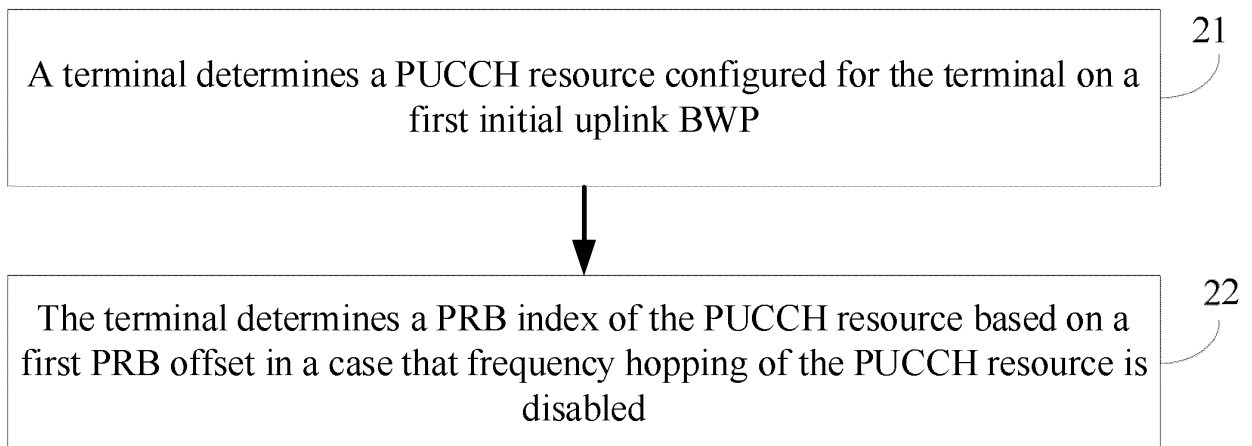 21
A terminal determines a PUCCH resource configured for the terminal on a
first initial uplink BWP
22
The terminal determines a PRB index of the PUCCH resource based on a
first PRB offset in a case that frequency hopping of the PUCCH resource is
disabled